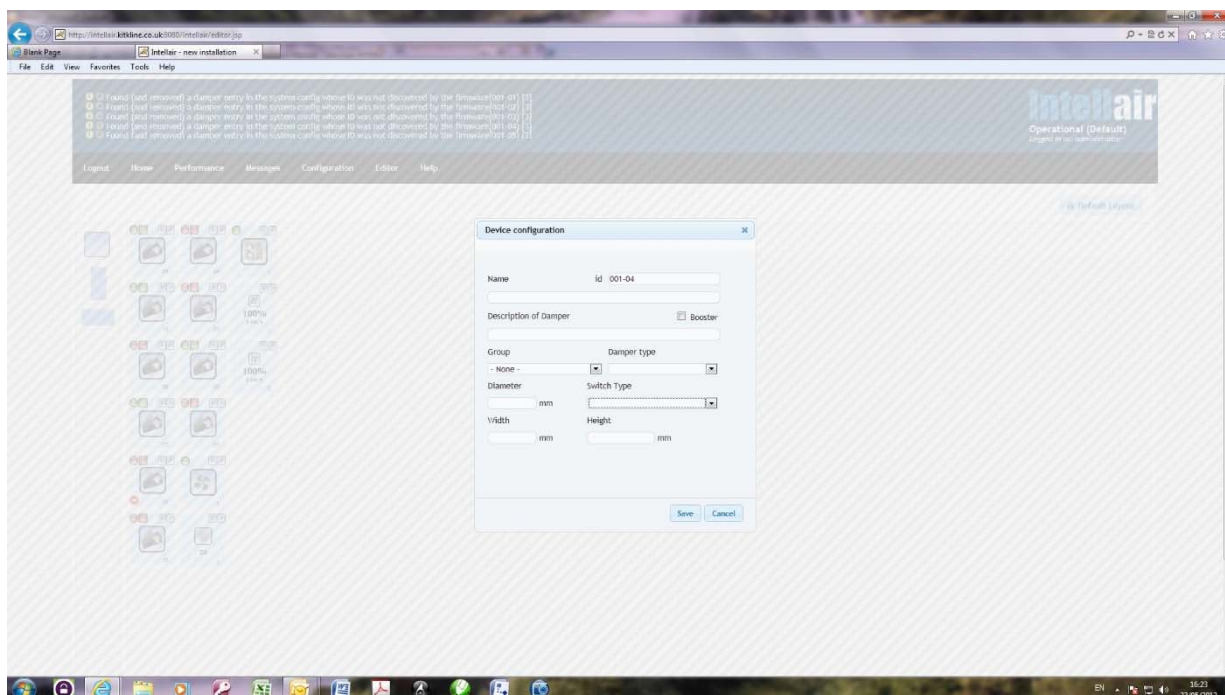 http://intellair.kitkline.co.uk:8080/intellair/editor.jsp
Blank Page
Intellair - new installation
File Edit View Favorites Tools Help
Found (and removed) a damper entry in the system config whose ID was not discovered by the firmware(001-01)
Found (and removed) a damper entry in the system config whose ID was not discovered by the firmware(001-02)
Found (and removed) a damper entry in the system config whose ID was not discovered by the firmware(001-03)
Found (and removed) a damper entry in the system config whose ID was not discovered by the firmware(001-04)
Found (and removed) a damper entry in the system config whose ID was not discovered by the firmware(001-05)
Intellair
Operational (Default)
Logout Home Performance Messages Configuration Editor Help
Default Layout
Device configuration
Name id 001-04
Description of Damper Booster
Group Damper type
- None -
Diameter Switch Type
mm
Width Height
mm mm
Save Cancel
100%
100%
EN 16:23